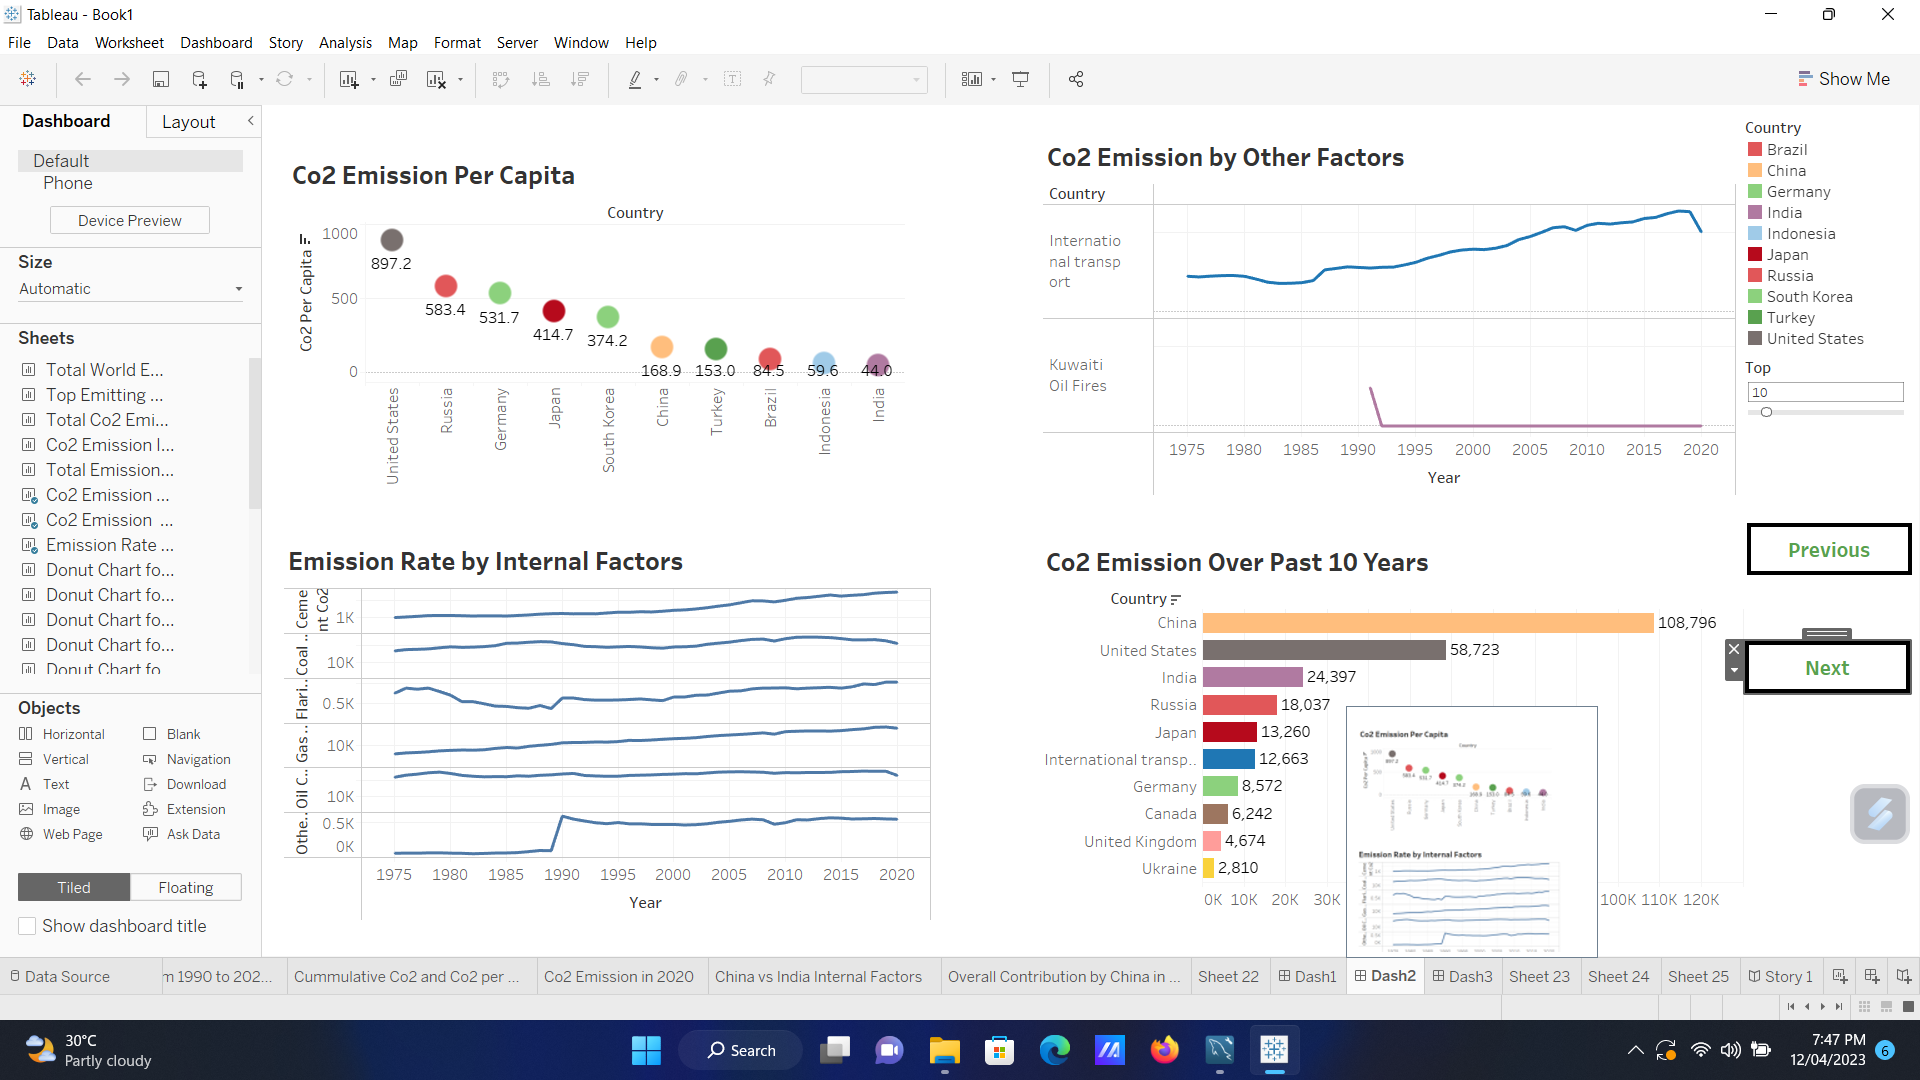 Tableau - Book1
File Data Worksheet Dashboard Story Analysis Map Format Server Window Help
Show Me
Dashboard Layout
Default
Phone
Device Preview
Size
Automatic
Sheets
Total World E...
Top Emitting ...
Total Co2 Emi...
Co2 Emission I...
Total Emission...
Co2 Emission ...
Co2 Emission ...
Emission Rate ...
Donut Chart fo...
Donut Chart fo...
Donut Chart fo...
Donut Chart fo...
Donut Chart fo
Objects
Horizontal Blank
Vertical Navigation
Text Download
Image Extension
Web Page Ask Data
Tiled Floating
Show dashboard title
Co2 Emission Per Capita
Country
Co2 Per Capita
1000
500
0
897.2
583.4
531.7
414.7
374.2
168.9
153.0
84.5
59.6
44.0
United States
Russia
Germany
Japan
South Korea
China
Turkey
Brazil
Indonesia
India
Co2 Emission by Other Factors
Country
Internatio
nal transp
ort
Kuwaiti
Oil Fires
1975 1980 1985 1990 1995 2000 2005 2010 2015 2020
Year
Country
Brazil
China
Germany
India
Indonesia
Japan
Russia
South Korea
Turkey
United States
Top
10
Emission Rate by Internal Factors
Ceme
nt Co2
1K
Coal ..
10K
Flari..
0.5K
Gas ..
10K
Oil C..
10K
Othe..
0.5K
0K
1975 1980 1985 1990 1995 2000 2005 2010 2015 2020
Year
Co2 Emission Over Past 10 Years
Country
China 108,796
United States 58,723
India 24,397
Russia 18,037
Japan 13,260
International transp.. 12,663
Germany 8,572
Canada 6,242
United Kingdom 4,674
Ukraine 2,810
0K 10K 20K 30K 100K 110K 120K
Previous
Next
Co2 Emission Per Capita
Country
Emission Rate by Internal Factors
Data Source
m 1990 to 202...
Cummulative Co2 and Co2 per ...
Co2 Emission in 2020
China vs India Internal Factors
Overall Contribution by China in ...
Sheet 22
Dash1
Dash2
Dash3
Sheet 23
Sheet 24
Sheet 25
Story 1
30°C
Partly cloudy
Search
7:47 PM
12/04/2023
6